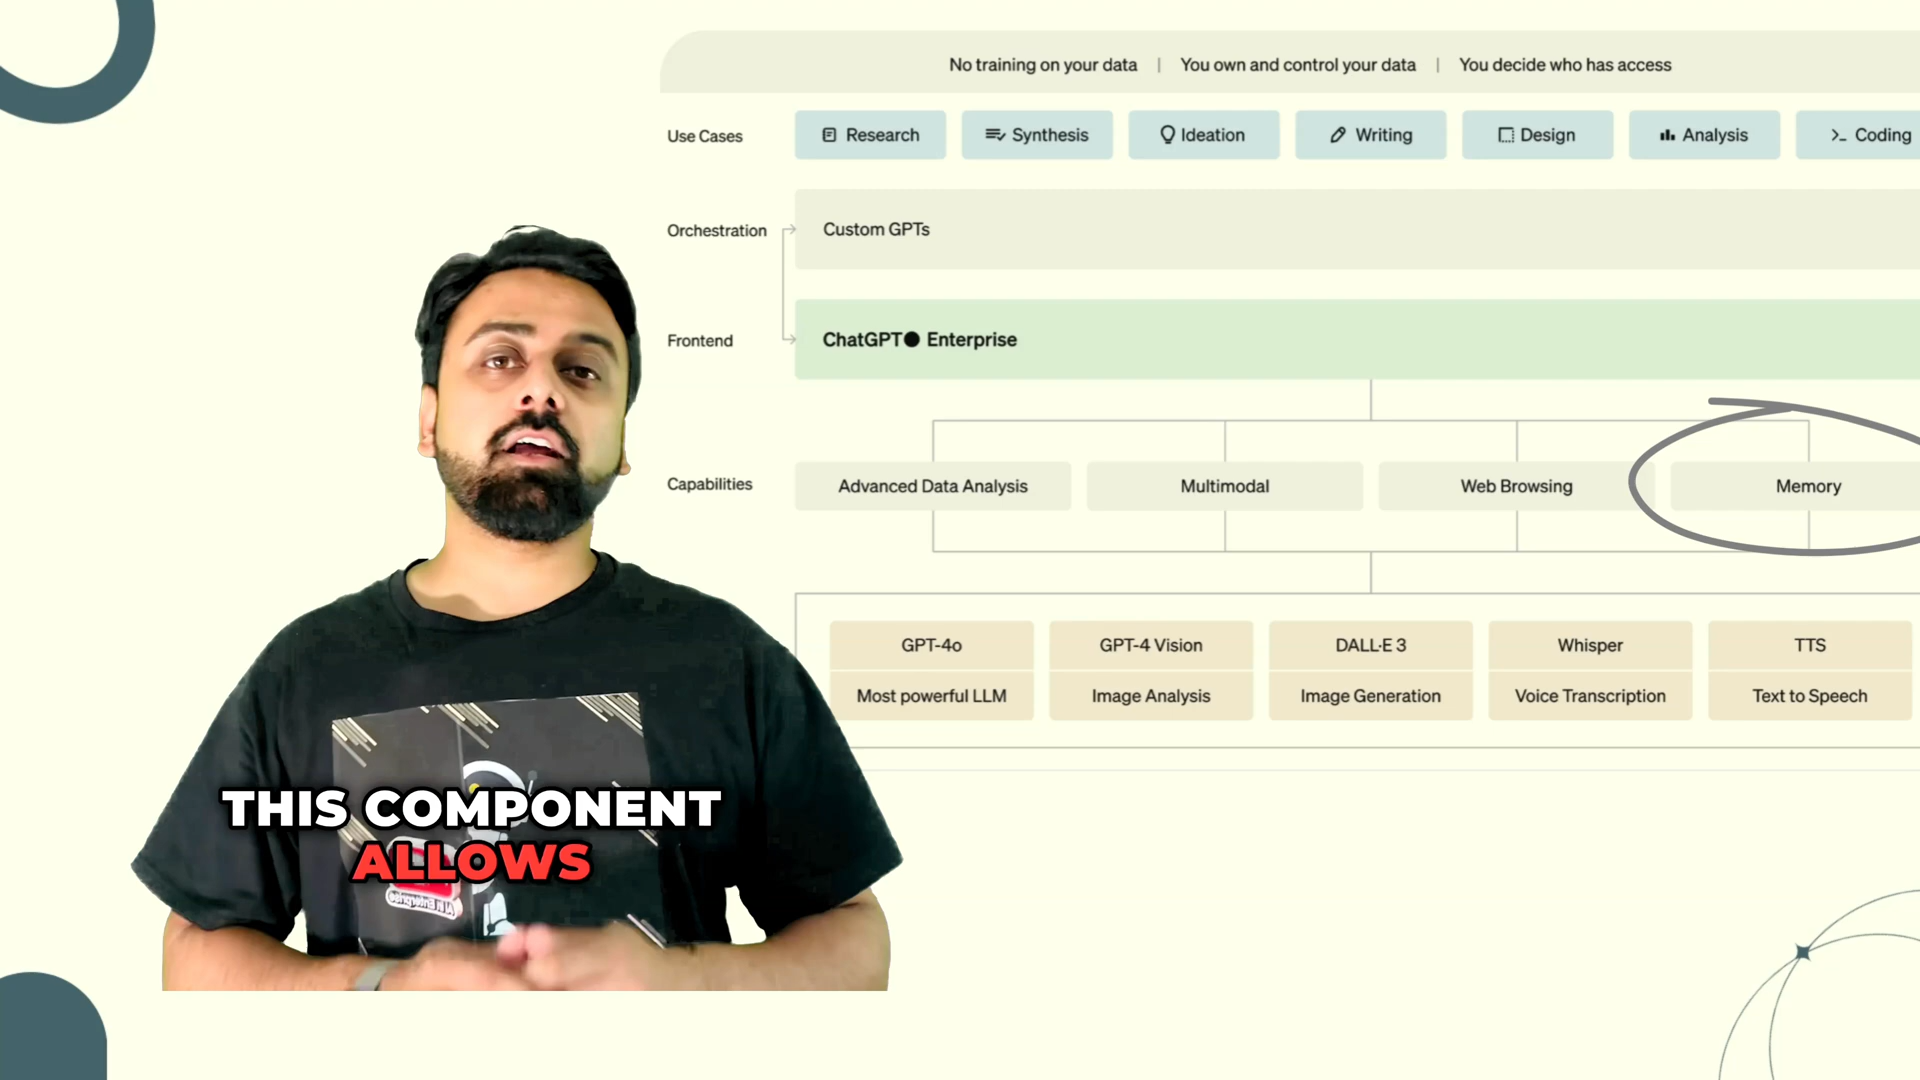 No training on your data | You own and control your data | You decide who has access
Use Cases
Research
Synthesis
Ideation
Writing
Design
Analysis
Coding
Orchestration
Custom GPTs
Frontend
ChatGPT Enterprise
Capabilities
Advanced Data Analysis
Multimodal
Web Browsing
Memory
GPT-4o
GPT-4 Vision
DALL·E 3
Whisper
TTS
Most powerful LLM
Image Analysis
Image Generation
Voice Transcription
Text to Speech
THIS COMPONENT
ALLOWS